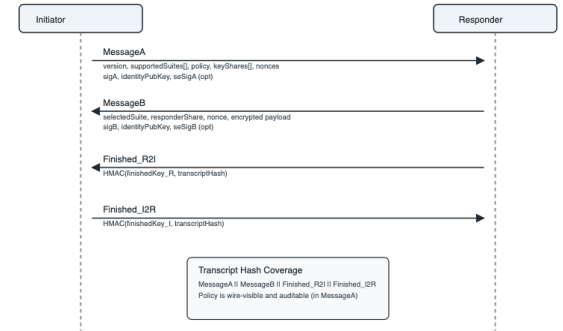 Initiator
Responder
MessageA
version, supportedSuites[], policy, keyShares[], nonces
sigA, identityPubKey, seSigA (opt)
MessageB
selectedSuite, responderShare, nonce, encrypted payload
sigB, identityPubKey, seSigB (opt)
Finished_R2I
HMAC(finishedKey_R, transcriptHash)
Finished_I2R
HMAC(finishedKey_I, transcriptHash)
Transcript Hash Coverage
MessageA || MessageB || Finished_R2I || Finished_I2R
Policy is wire-visible and auditable (in MessageA)